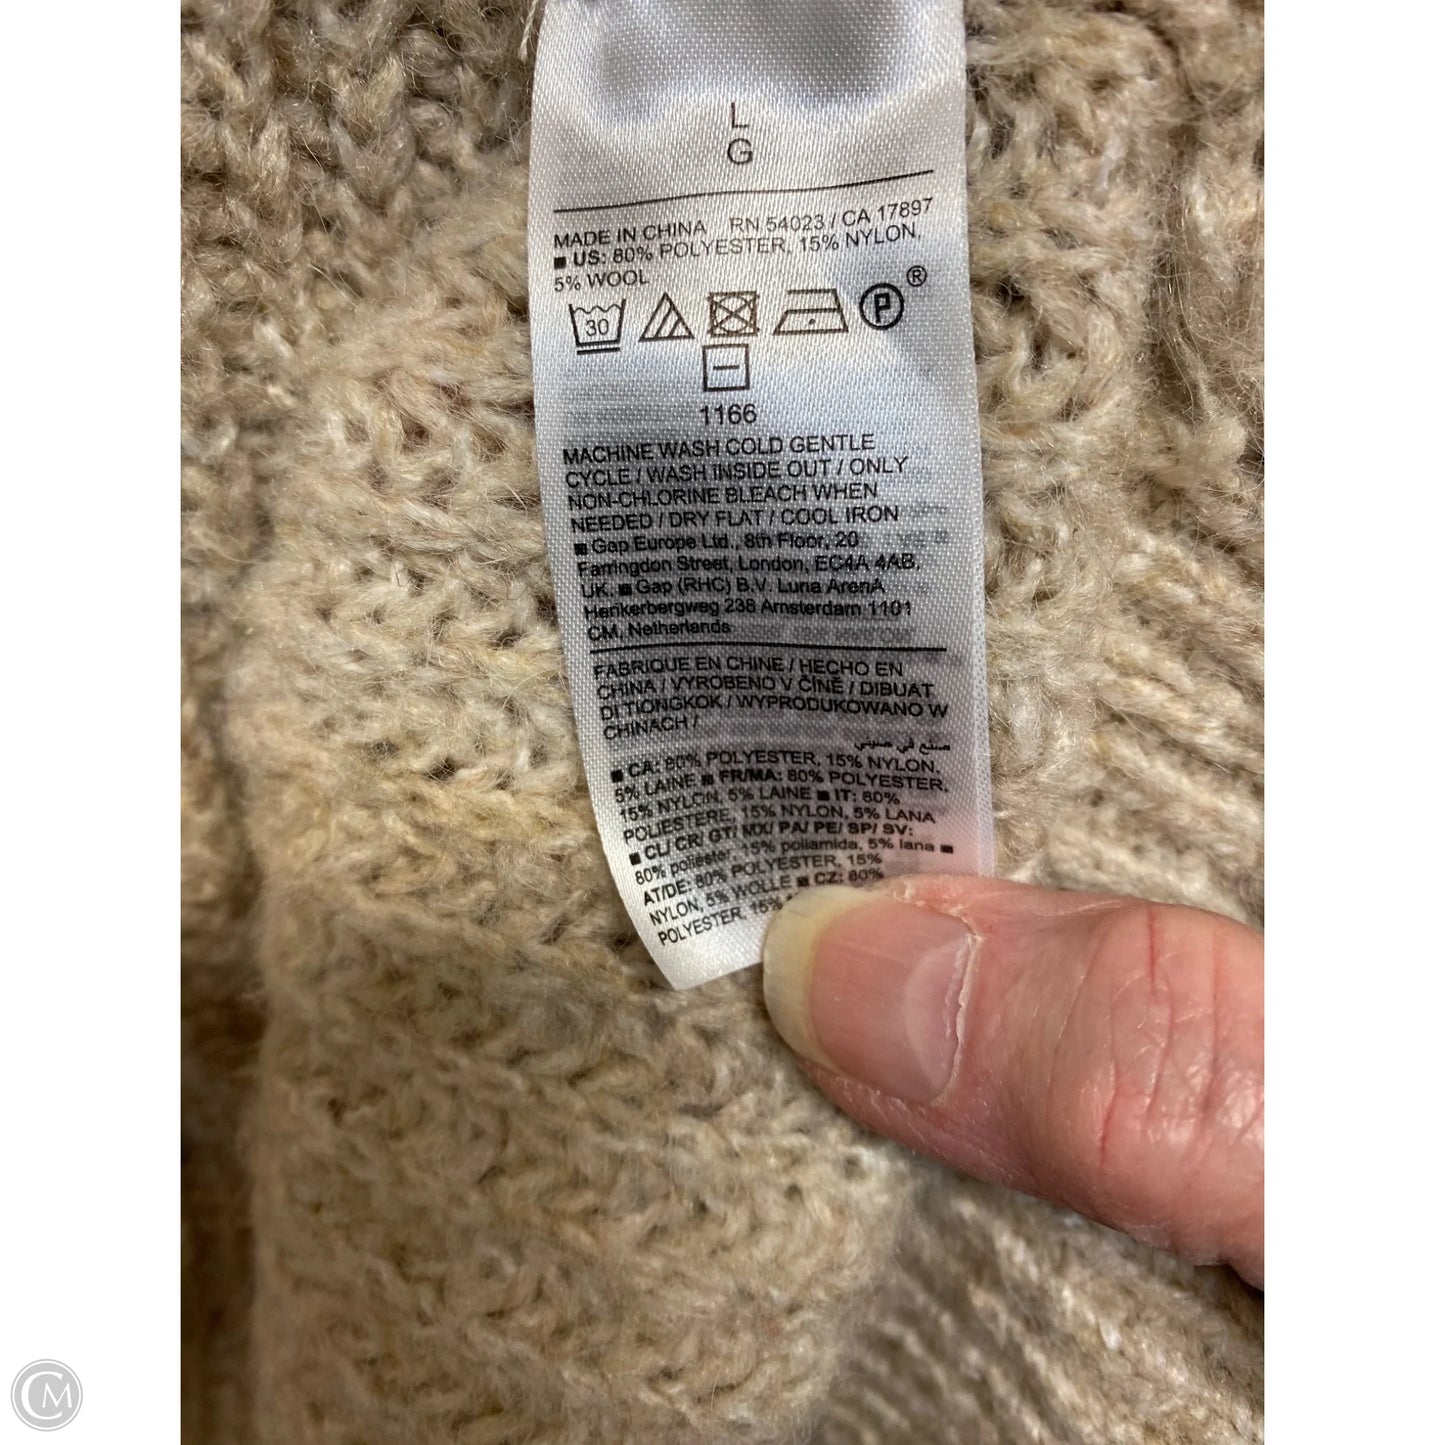 L
G
MADE IN CHINA RN 54023 / CA 17897
■ US: 80% POLYESTER, 15% NYLON,
5% WOOL
30
P ®
1166
MACHINE WASH COLD GENTLE
CYCLE / WASH INSIDE OUT / ONLY
NON-CHLORINE BLEACH WHEN
NEEDED / DRY FLAT / COOL IRON
■ Gap Europe Ltd., 8th Floor, 20
Farringdon Street, London, EC4A 4AB,
UK. ■ Gap (RHC) B.V. Luna ArenA
Herikerbergweg 238 Amsterdam 1101
CM, Netherlands
FABRIQUE EN CHINE / HECHO EN
CHINA / VYROBENO V ČÍNĚ / DIBUAT
DI TIONGKOK / WYPRODUKOWANO W
CHINACH /
صنع في صيني
■ CA: 80% POLYESTER, 15% NYLON,
5% LAINE ■ FR/MA: 80% POLYESTER,
15% NYLON, 5% LAINE ■ IT: 80%
POLIESTERE, 15% NYLON, 5% LANA
■ CL/ CR/ GT/ MX/ PA/ PE/ SP/ SV:
80% poliéster, 15% poliamida, 5% lana ■
AT/DE: 80% POLYESTER, 15%
NYLON, 5% WOLLE ■ CZ: 80%
POLYESTER, 15%
CM